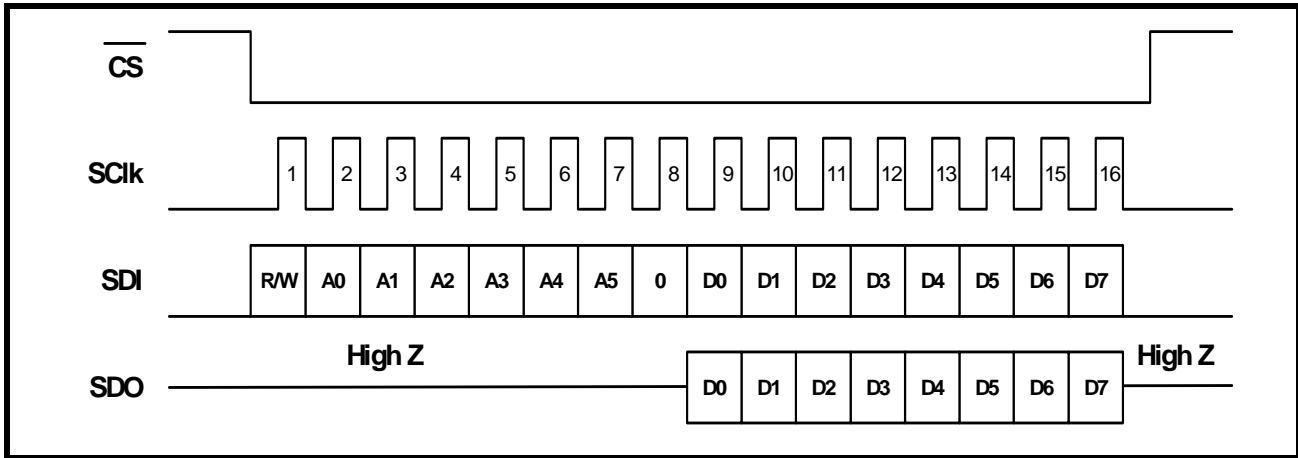 CS
SClk 1 2 3 4 5 6 7 8 9 10 11 12 13 14 15 16
SDI R/W A0 A1 A2 A3 A4 A5 0 D0 D1 D2 D3 D4 D5 D6 D7
High Z High Z
SDO D0 D1 D2 D3 D4 D5 D6 D7